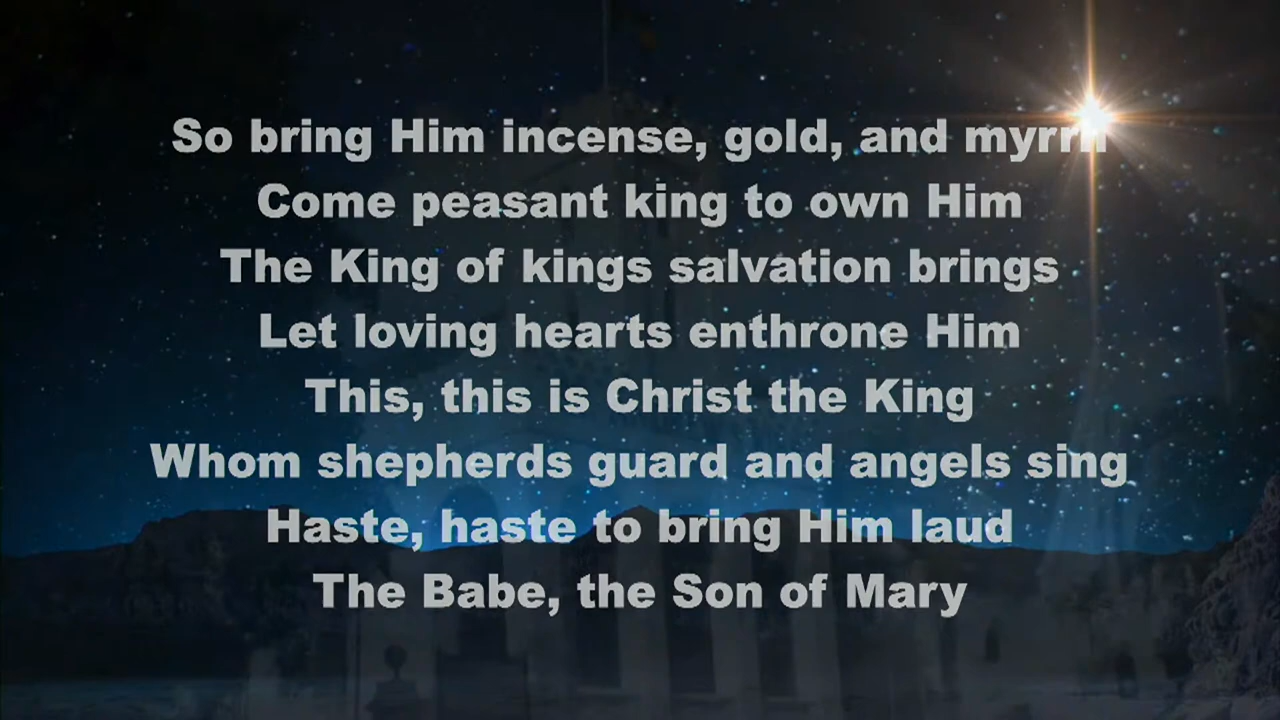 So bring Him incense, gold, and myrrh
Come peasant king to own Him
The King of kings salvation brings
Let loving hearts enthrone Him
This, this is Christ the King
Whom shepherds guard and angels sing
Haste, haste to bring Him laud
The Babe, the Son of Mary